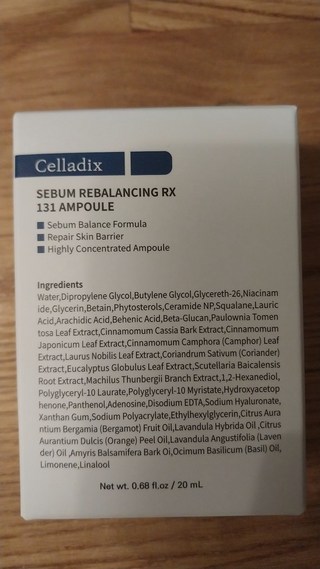 Celladix
SEBUM REBALANCING RX
131 AMPOULE
Sebum Balance Formula
Repair Skin Barrier
Highly Concentrated Ampoule
Ingredients
Water,Dipropylene Glycol,Butylene Glycol,Glycereth-26,Niacinam
ide,Glycerin,Betain,Phytosterols,Ceramide NP,Squalane,Lauric
Acid,Arachidic Acid,Behenic Acid,Beta-Glucan,Paulownia Tomen
tosa Leaf Extract,Cinnamomum Cassia Bark Extract,Cinnamomum
Japonicum Leaf Extract,Cinnamomum Camphora (Camphor) Leaf
Extract,Laurus Nobilis Leaf Extract,Coriandrum Sativum (Coriander)
Extract,Eucalyptus Globulus Leaf Extract,Scutellaria Baicalensis
Root Extract,Machilus Thunbergii Branch Extract,1,2-Hexanediol,
Polyglyceryl-10 Laurate,Polyglyceryl-10 Myristate,Hydroxyacetop
henone,Panthenol,Adenosine,Disodium EDTA,Sodium Hyaluronate,
Xanthan Gum,Sodium Polyacrylate,Ethylhexylglycerin,Citrus Aura
ntium Bergamia (Bergamot) Fruit Oil,Lavandula Hybrida Oil ,Citrus
Aurantium Dulcis (Orange) Peel Oil,Lavandula Angustifolia (Laven
der) Oil ,Amyris Balsamifera Bark Oi,Ocimum Basilicum (Basil) Oil,
Limonene,Linalool
Net wt. 0.68 fl.oz / 20 mL